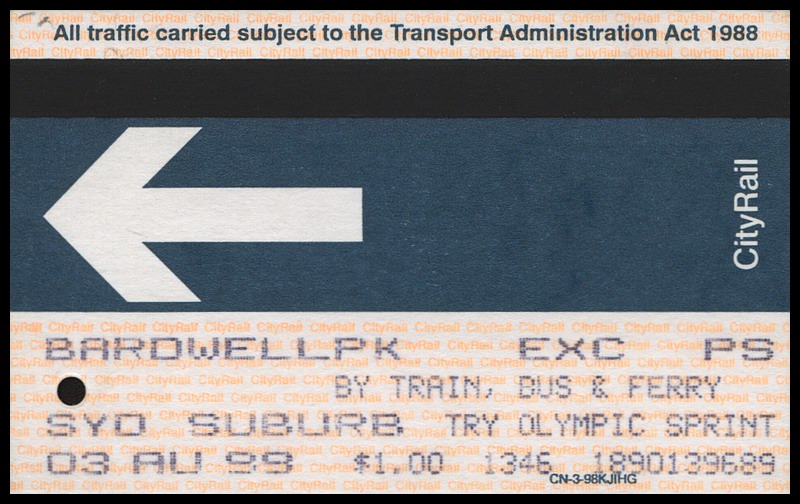 All traffic carried subject to the Transport Administration Act 1988
CityRail
BARDWELLPK EXC PS
BY TRAIN, BUS & FERRY
SYD SUBURB TRY OLYMPIC SPRINT
03 AU 99 *1.00 1346 1890139689
CN-3-98KJIHG